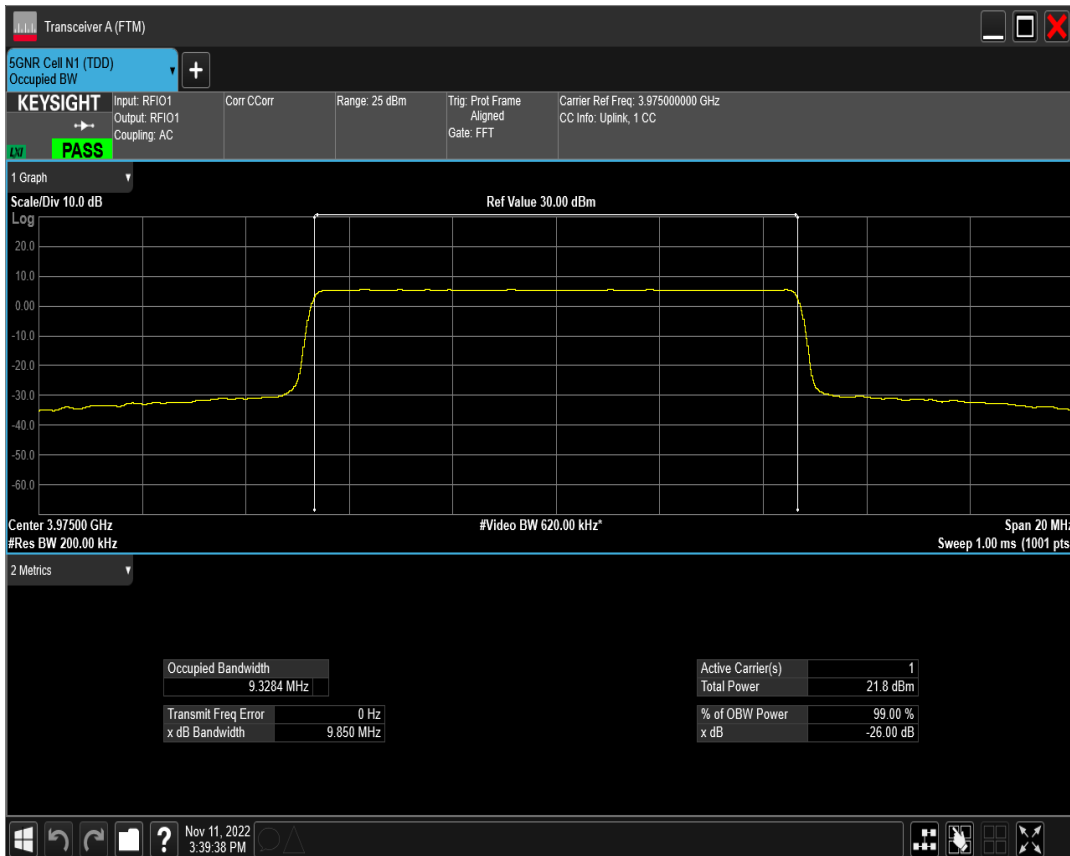 Transceiver A (FTM)
5GNR Cell N1 (TDD)
Occupied BW
+
KEYSIGHT
LXI
PASS
Input: RFIO1
Output: RFIO1
Coupling: AC
Corr CCorr
Range: 25 dBm
Trig: Prot Frame
Aligned
Gate: FFT
Carrier Ref Freq: 3.975000000 GHz
CC Info: Uplink, 1 CC
1 Graph
Scale/Div 10.0 dB
Ref Value 30.00 dBm
Log
20.0
10.0
0.00
-10.0
-20.0
-30.0
-40.0
-50.0
-60.0
Center 3.97500 GHz
#Video BW 620.00 kHz*
Span 20 MHz
#Res BW 200.00 kHz
Sweep 1.00 ms (1001 pts
2 Metrics
Occupied Bandwidth
9.3284 MHz
Transmit Freq Error 0 Hz
x dB Bandwidth 9.850 MHz
Active Carrier(s) 1
Total Power 21.8 dBm
% of OBW Power 99.00 %
x dB -26.00 dB
?
Nov 11, 2022
3:39:38 PM